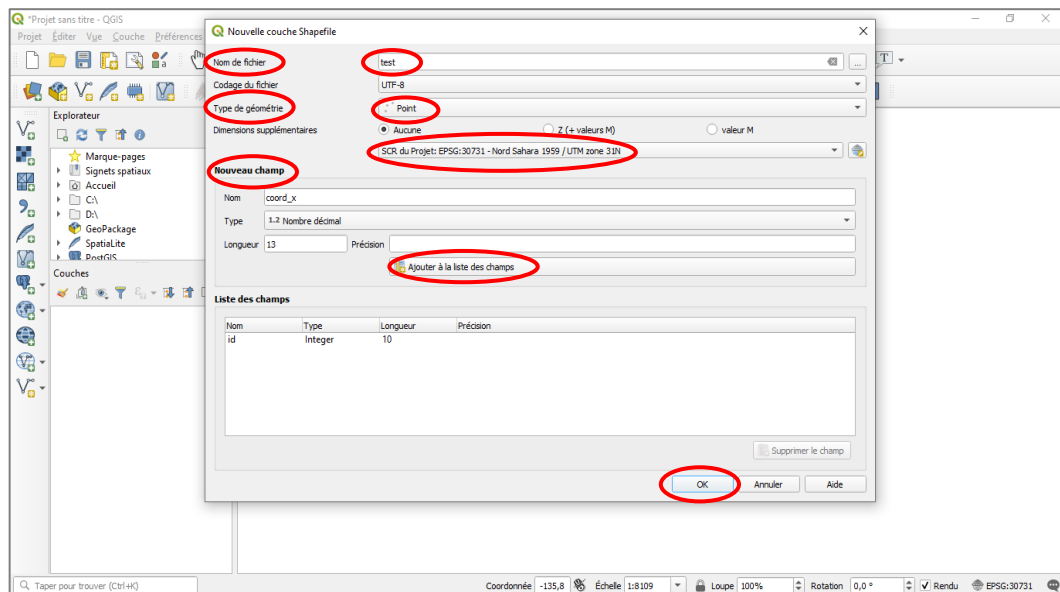 *Projet sans titre - QGIS
Projet Éditer Vue Couche Préférences
Nouvelle couche Shapefile
Nom de fichier test ...
Codage du fichier UTF-8
Type de géométrie Point
Dimensions supplémentaires Aucune Z (+ valeurs M) valeur M
SCR du Projet: EPSG:30731 - Nord Sahara 1959 / UTM zone 31N
Nouveau champ
Nom coord_x
Type 1.2 Nombre décimal
Longueur 13 Précision
Ajouter à la liste des champs
Liste des champs
Nom Type Longueur Précision
id Integer 10
Supprimer le champ
OK Annuler Aide
Explorateur
Marque-pages
Signets spatiaux
Accueil
C:\
D:\
GeoPackage
SpatiaLite
PostGIS
Couches
Taper pour trouver (Ctrl+K) Coordonnée -135,8 Échelle 1:8109 Loupe 100% Rotation 0,0 ° Rendu EPSG:30731